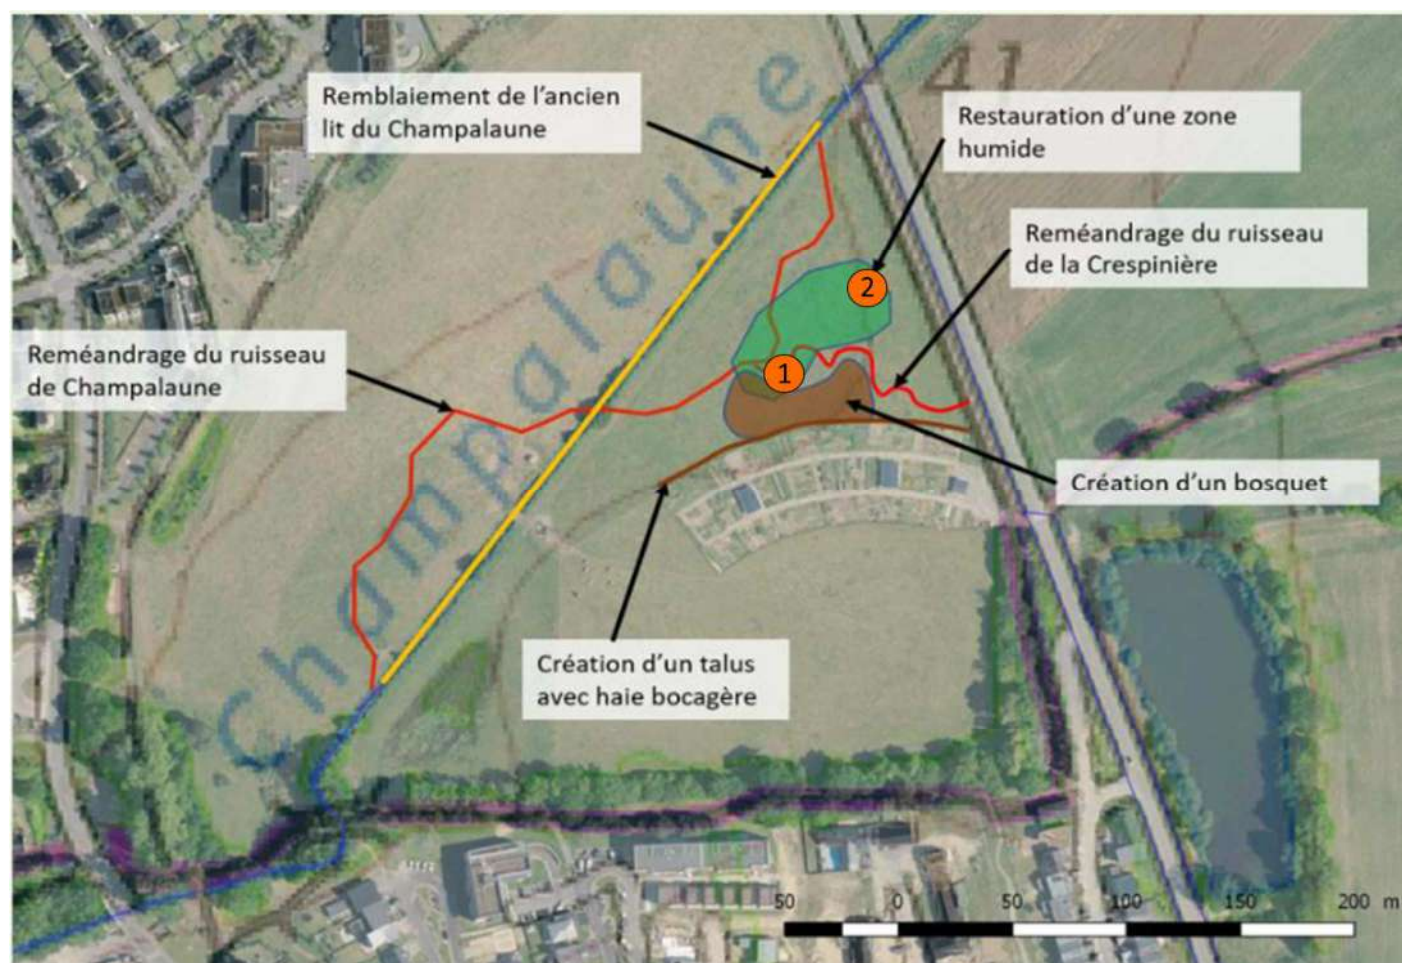 Remblaiement de l'ancien
lit du Champalaune
41
Restauration d'une zone
humide
Champalaune
Reméandrage du ruisseau
de la Crespinière
2
Reméandrage du ruisseau
de Champalaune
1
Création d'un bosquet
Création d'un talus
avec haie bocagère
50 0 50 100 150 200 m